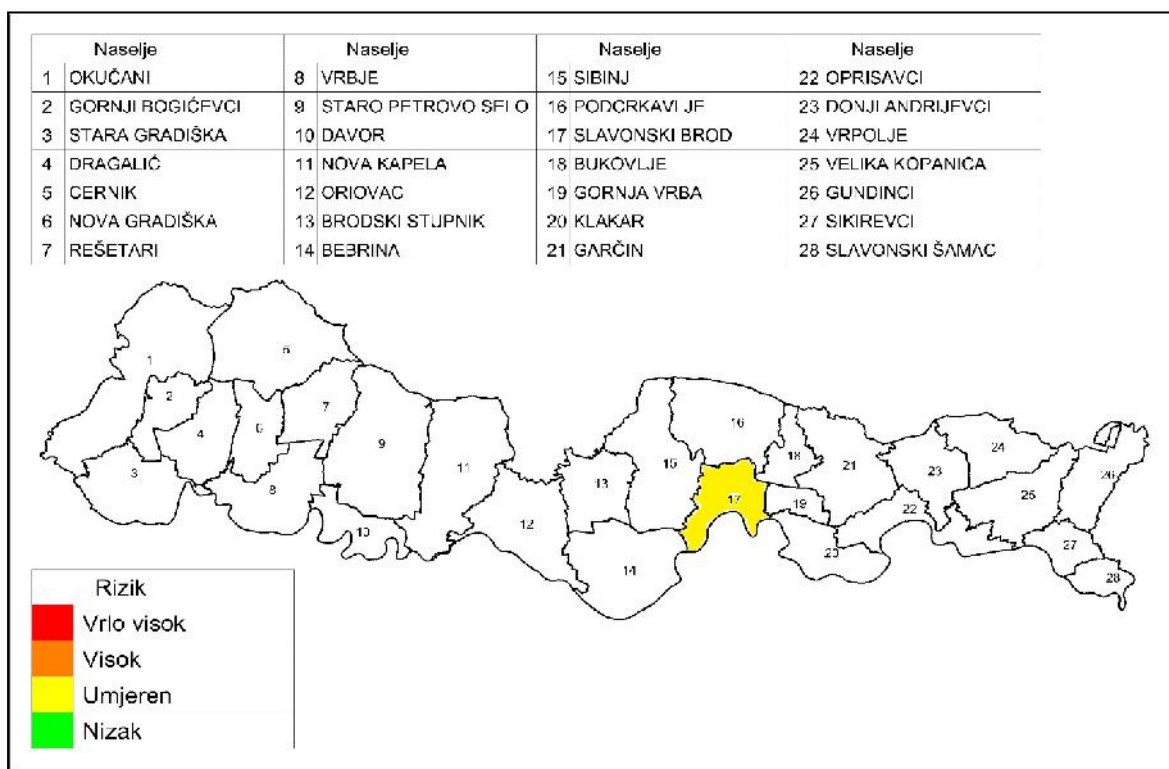 Naselje Naselje Naselje Naselje
1 OKUČANI 8 VRBJE 15 SIBINJ 22 OPRISAVCI
2 GORNJI BOGIĆEVCI 9 STARO PETROVO SELO 16 PODCRKAVLJE 23 DONJI ANDRIJEVCI
3 STARA GRADIŠKA 10 DAVOR 17 SLAVONSKI BROD 24 VRPOLJE
4 DRAGALIĆ 11 NOVA KAPELA 18 BUKOVLJE 25 VELIKA KOPANICA
5 CERNIK 12 ORIOVAC 19 GORNJA VRBA 26 GUNDINCI
6 NOVA GRADIŠKA 13 BRODSKI STUPNIK 20 KLAKAR 27 SIKIREVCI
7 REŠETARI 14 BEBRINA 21 GARČIN 28 SLAVONSKI ŠAMAC
1
5
2
7
4
6
9
3
8
11
10
12
13
14
15
16
17
18
19
20
21
22
23
24
25
26
27
28
Rizik
Vrlo visok
Visok
Umjeren
Nizak